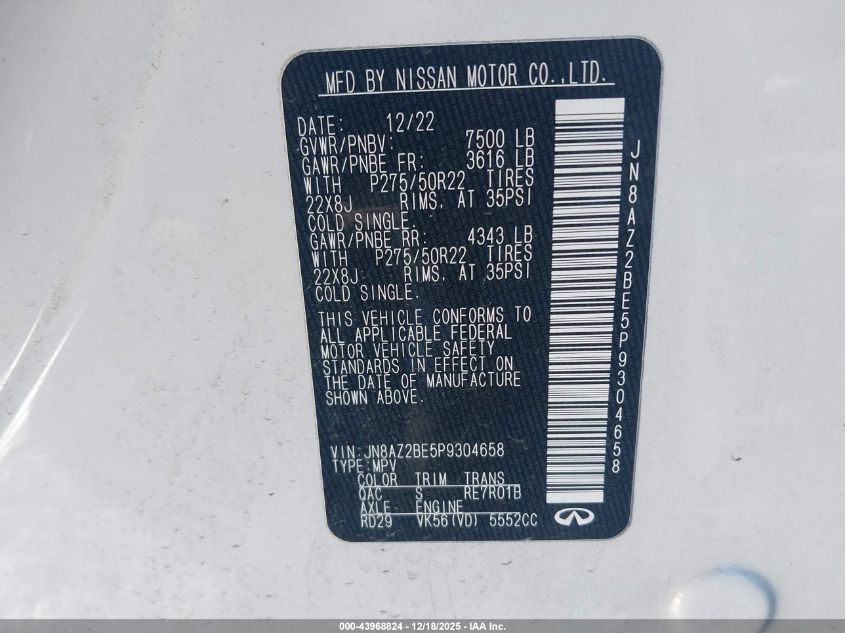 MFD BY NISSAN MOTOR CO.,LTD.
DATE: 12/22
GVWR/PNBV: 7500 LB
GAWR/PNBE FR: 3616 LB
WITH P275/50R22 TIRES
22X8J RIMS, AT 35PSI
COLD SINGLE.
GAWR/PNBE RR: 4343 LB
WITH P275/50R22 TIRES
22X8J RIMS, AT 35PSI
COLD SINGLE.
THIS VEHICLE CONFORMS TO
ALL APPLICABLE FEDERAL
MOTOR VEHICLE SAFETY
STANDARDS IN EFFECT ON
THE DATE OF MANUFACTURE
SHOWN ABOVE.
VIN:JN8AZ2BE5P9304658
TYPE:MPV
COLOR TRIM TRANS
QAC S RE7R01B
AXLE ENGINE
RD29 VK56(VD) 5552CC
JN8AZ2BE5P9304658
000-43968824 - 12/18/2025 - IAA Inc.